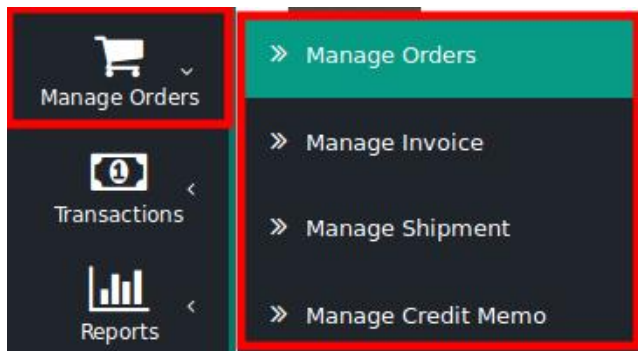 Manage Orders
Transactions
Reports
Manage Orders
Manage Invoice
Manage Shipment
Manage Credit Memo